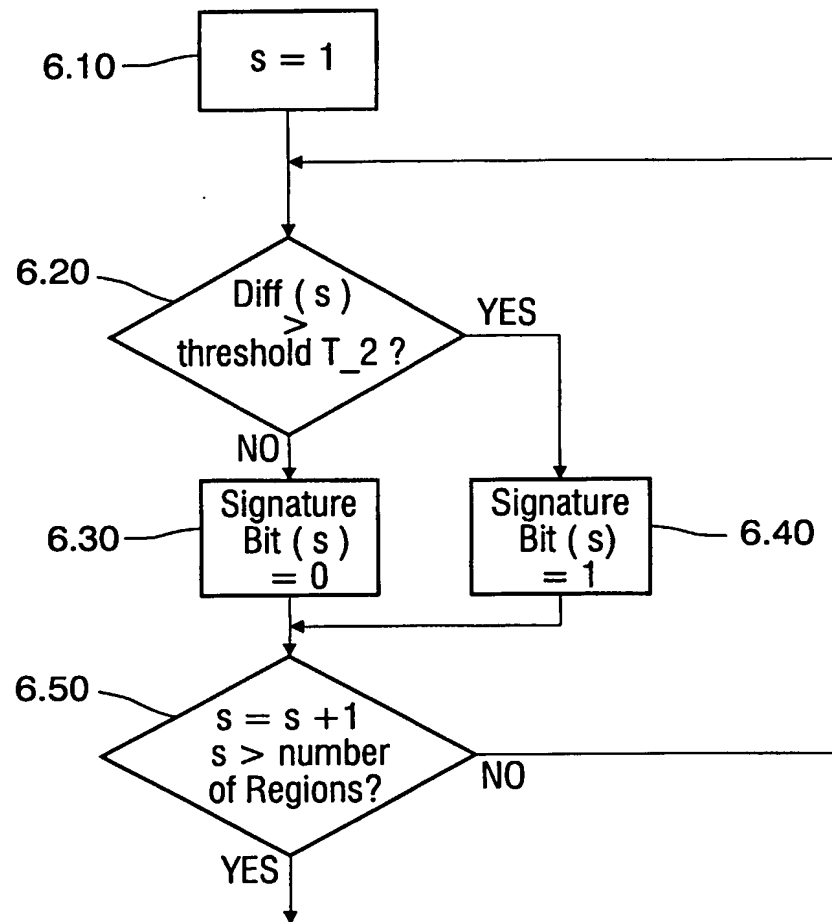 6.10
s = 1
6.20
Diff ( s )
>
threshold T_2 ?
YES
NO
6.30
Signature
Bit ( s )
= 0
Signature
Bit ( s)
= 1
6.40
6.50
s = s +1
s > number
of Regions?
NO
YES